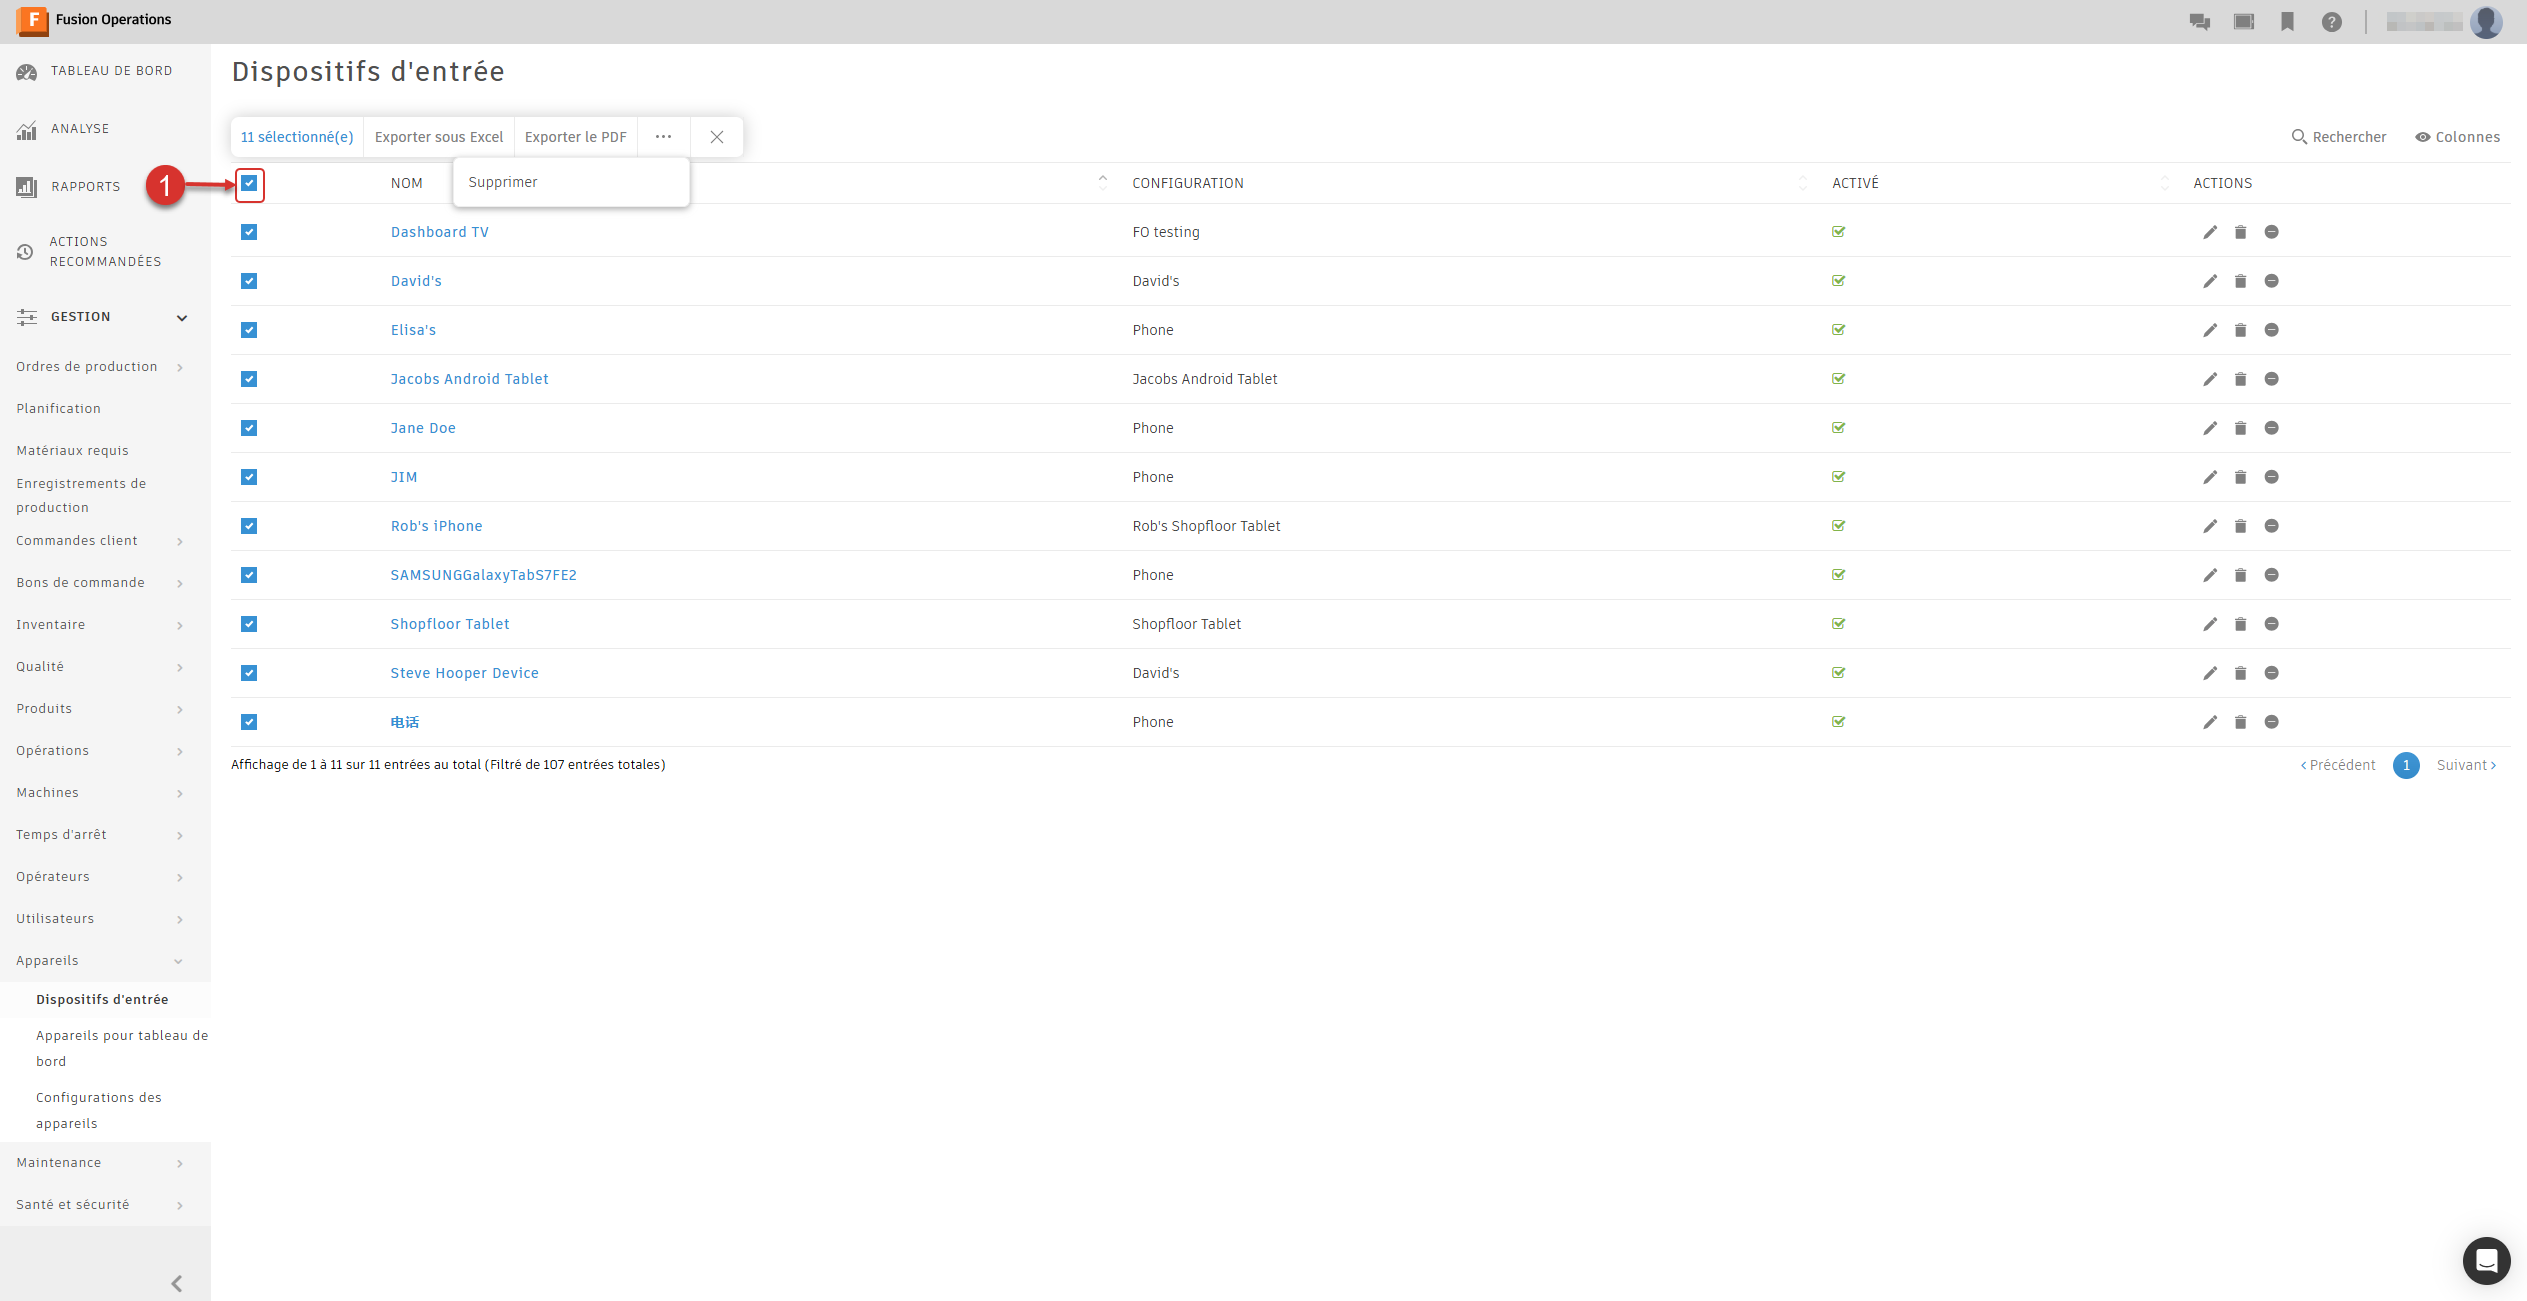 F Fusion Operations
TABLEAU DE BORD
ANALYSE
RAPPORTS
ACTIONS
RECOMMANDÉES
GESTION
Ordres de production
Planification
Matériaux requis
Enregistrements de
production
Commandes client
Bons de commande
Inventaire
Qualité
Produits
Opérations
Machines
Temps d'arrêt
Opérateurs
Utilisateurs
Appareils
Dispositifs d'entrée
Appareils pour tableau de
bord
Configurations des
appareils
Maintenance
Santé et sécurité
Dispositifs d'entrée
11 sélectionné(e) Exporter sous Excel Exporter le PDF ...
Rechercher Colonnes
Supprimer
1
NOM CONFIGURATION ACTIVÉ ACTIONS
Dashboard TV FO testing
David's David's
Elisa's Phone
Jacobs Android Tablet Jacobs Android Tablet
Jane Doe Phone
JIM Phone
Rob's iPhone Rob's Shopfloor Tablet
SAMSUNGGalaxyTabS7FE2 Phone
Shopfloor Tablet Shopfloor Tablet
Steve Hooper Device David's
电话 Phone
Affichage de 1 à 11 sur 11 entrées au total (Filtré de 107 entrées totales)
‹ Précédent 1 Suivant ›